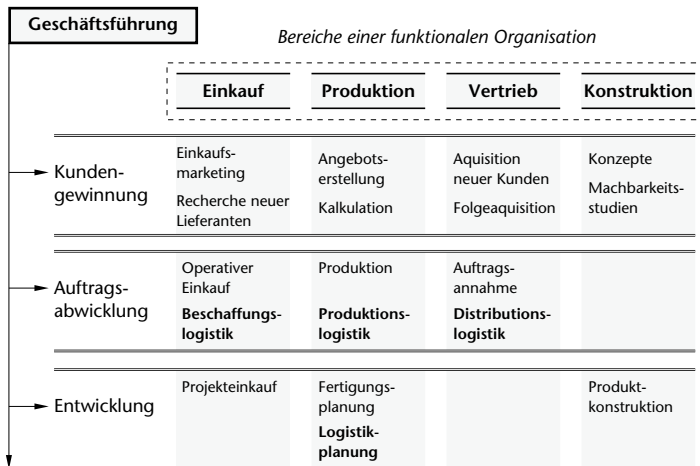 Geschäftsführung
Bereiche einer funktionalen Organisation
Einkauf Produktion Vertrieb Konstruktion
Kunden-
gewinnung
Einkaufs-
marketing
Recherche neuer
Lieferanten
Angebots-
erstellung
Kalkulation
Aquisition
neuer Kunden
Folgeaquisition
Konzepte
Machbarkeits-
studien
Auftrags-
abwicklung
Operativer
Einkauf
Beschaffungs-
logistik
Produktion
Produktions-
logistik
Auftrags-
annahme
Distributions-
logistik
Entwicklung
Projekteinkauf
Fertigungs-
planung
Logistik-
planung
Produkt-
konstruktion